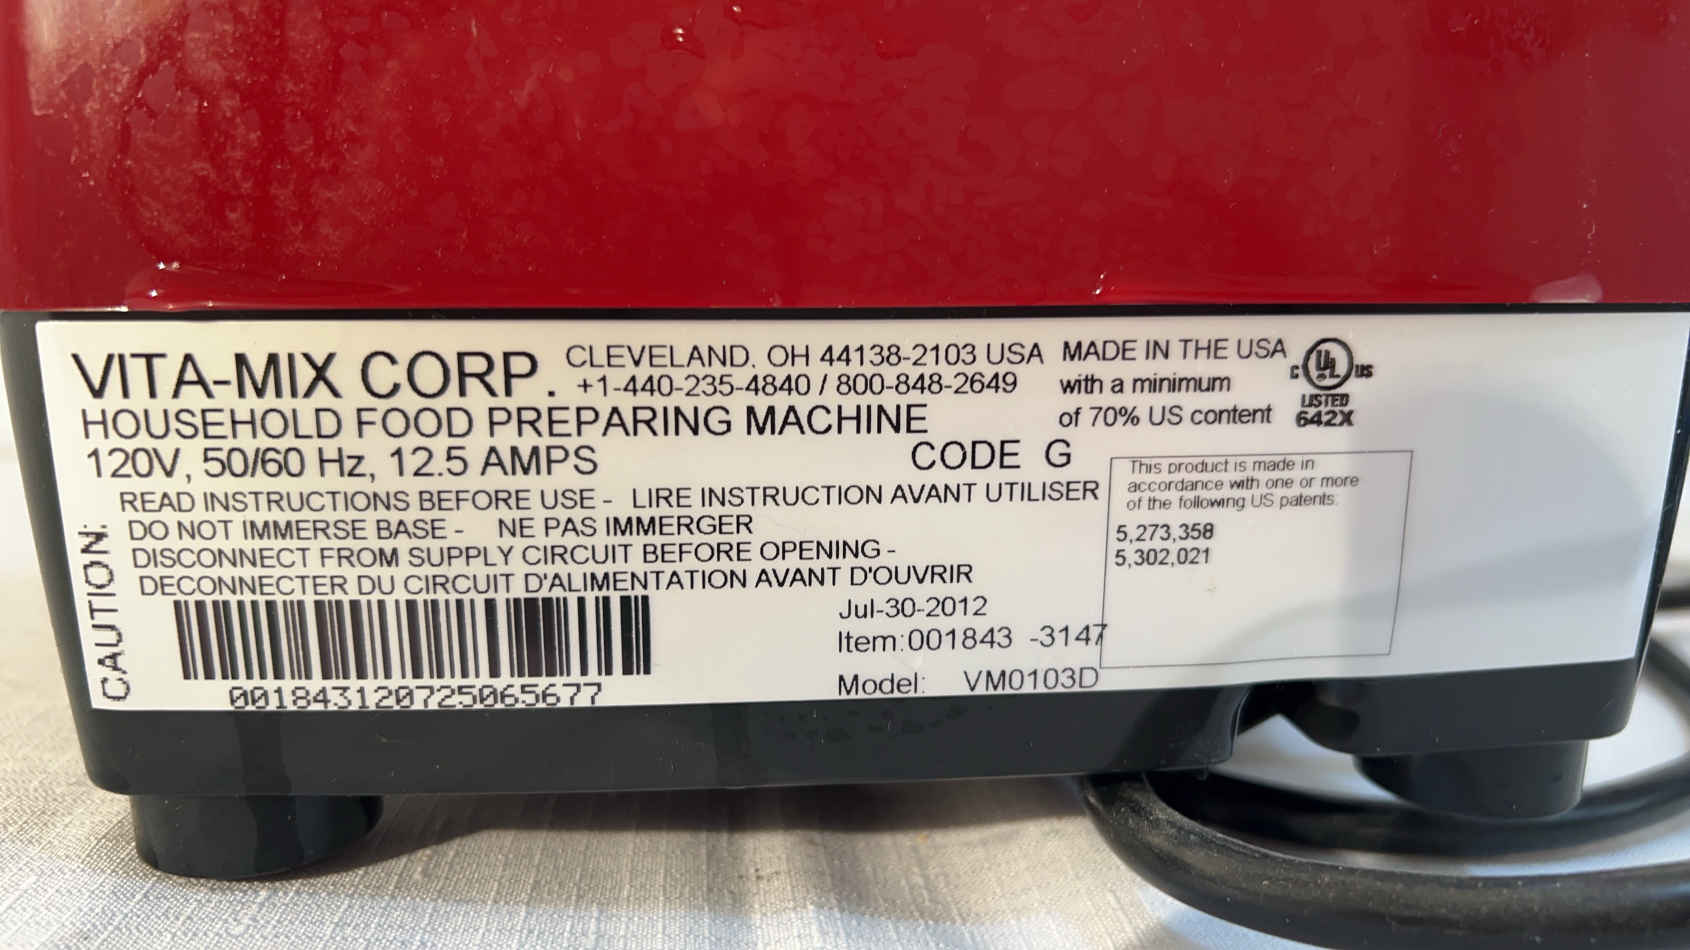 VITA-MIX CORP.
CLEVELAND, OH 44138-2103 USA
+1-440-235-4840 / 800-848-2649
MADE IN THE USA
with a minimum
of 70% US content
C UL US
LISTED
642X
HOUSEHOLD FOOD PREPARING MACHINE
120V, 50/60 Hz, 12.5 AMPS
CODE G
CAUTION:
READ INSTRUCTIONS BEFORE USE - LIRE INSTRUCTION AVANT UTILISER
DO NOT IMMERSE BASE - NE PAS IMMERGER
DISCONNECT FROM SUPPLY CIRCUIT BEFORE OPENING -
DECONNECTER DU CIRCUIT D'ALIMENTATION AVANT D'OUVRIR
This product is made in
accordance with one or more
of the following US patents:
5,273,358
5,302,021
001843120725065677
Jul-30-2012
Item:001843 -3147
Model: VM0103D